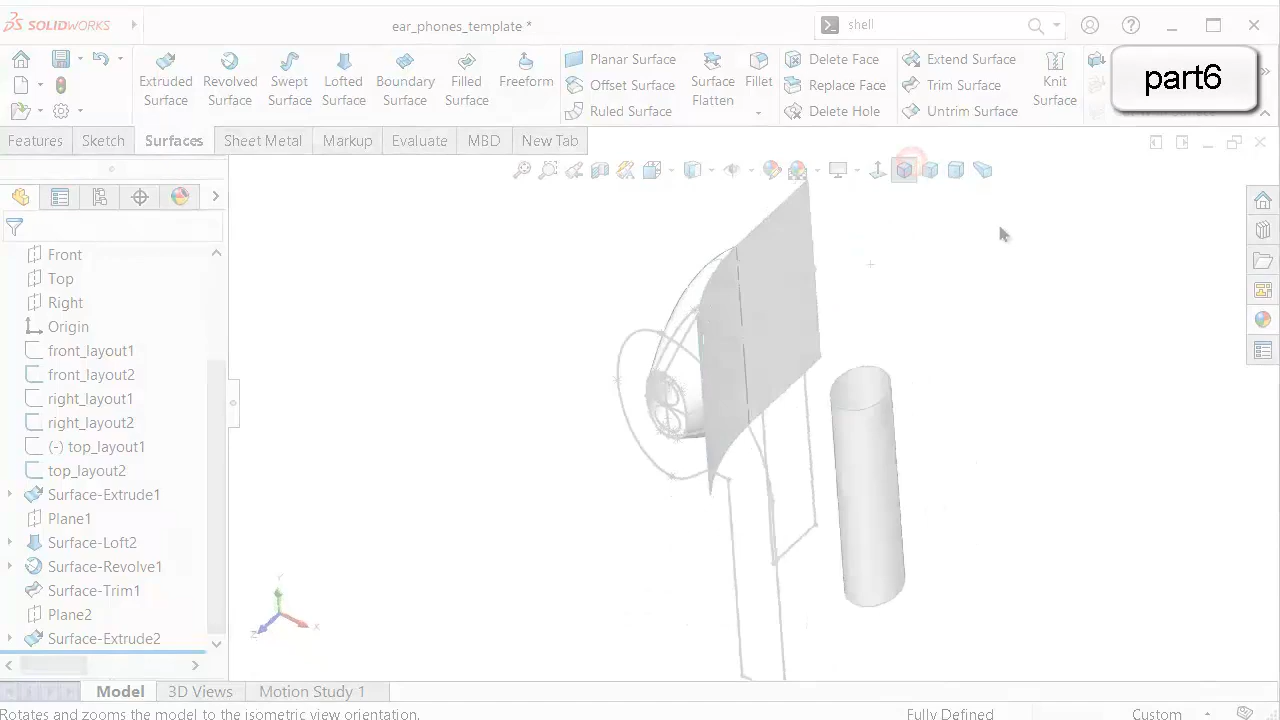 SOLIDWORKS
ear_phones_template *
shell
part6
Extruded Surface
Revolved Surface
Swept Surface
Lofted Surface
Boundary Surface
Filled Surface
Freeform
Planar Surface
Offset Surface
Ruled Surface
Surface Flatten
Fillet
Delete Face
Replace Face
Delete Hole
Extend Surface
Trim Surface
Untrim Surface
Knit Surface
Features
Sketch
Surfaces
Sheet Metal
Markup
Evaluate
MBD
New Tab
Front
Top
Right
Origin
front_layout1
front_layout2
right_layout1
right_layout2
(-) top_layout1
top_layout2
Surface-Extrude1
Plane1
Surface-Loft2
Surface-Revolve1
Surface-Trim1
Plane2
Surface-Extrude2
Y
X
Z
Model
3D Views
Motion Study 1
Rotates and zooms the model to the isometric view orientation.
Fully Defined
Custom